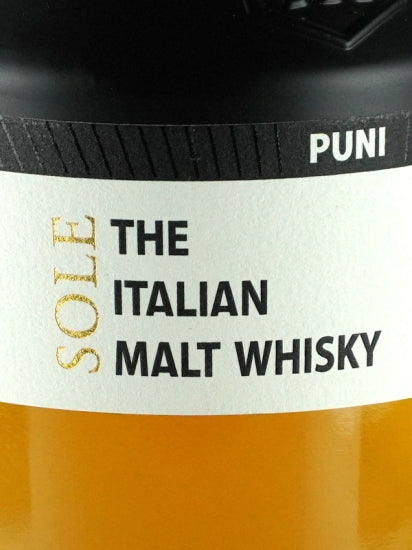 PUNI
SOLE
THE
ITALIAN
MALT WHISKY